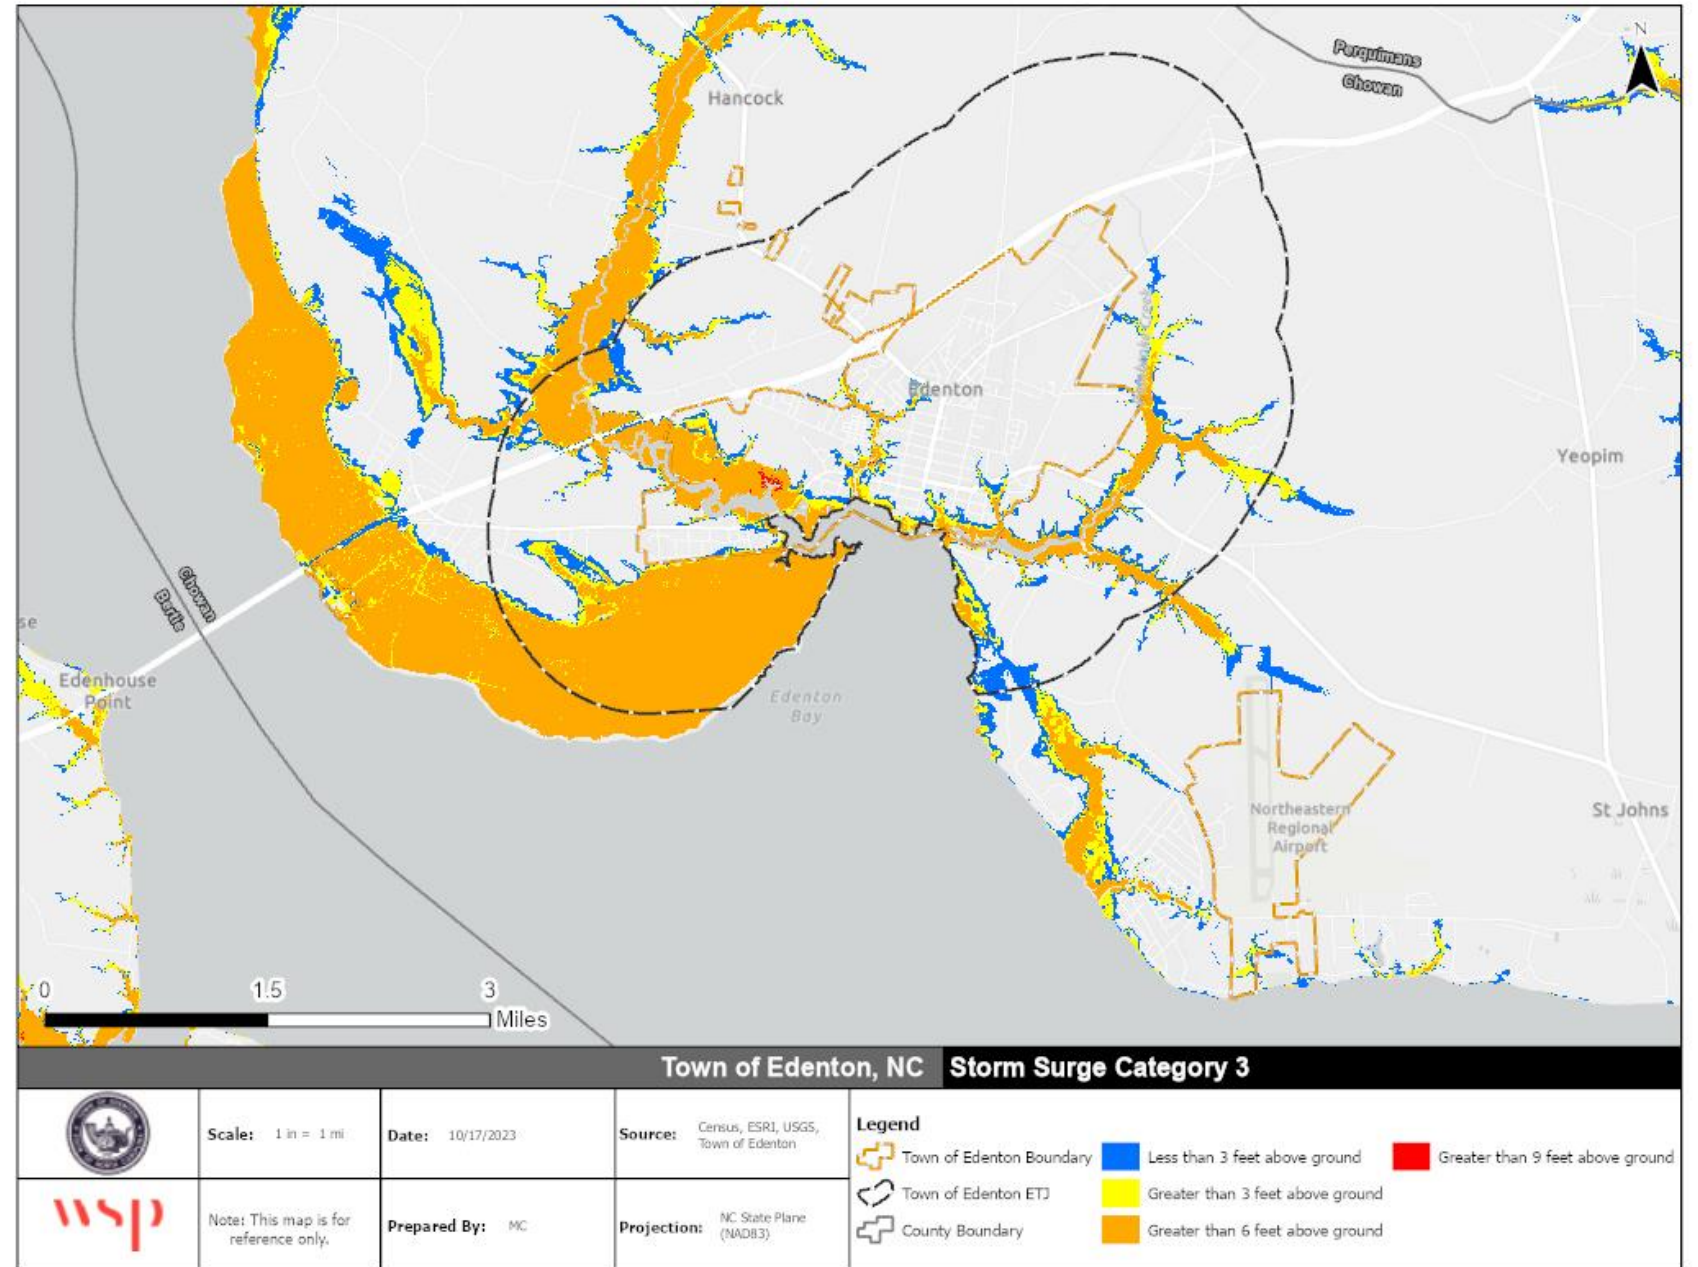 N
Perquimans
Chowan
Hancock
Edenton
Yeopim
Chowan
Bertie
se
Edenhouse
Point
Edenton
Bay
Northeastern
Regional
Airport
St Johns
0 1.5 3
Miles
Town of Edenton, NC Storm Surge Category 3
Scale: 1 in = 1 mi
Date: 10/17/2023
Source: Census, ESRI, USGS,
Town of Edenton
wsp
Note: This map is for
reference only.
Prepared By: MC
Projection: NC State Plane
(NAD83)
Legend
Town of Edenton Boundary
Town of Edenton ETJ
County Boundary
Less than 3 feet above ground
Greater than 3 feet above ground
Greater than 6 feet above ground
Greater than 9 feet above ground